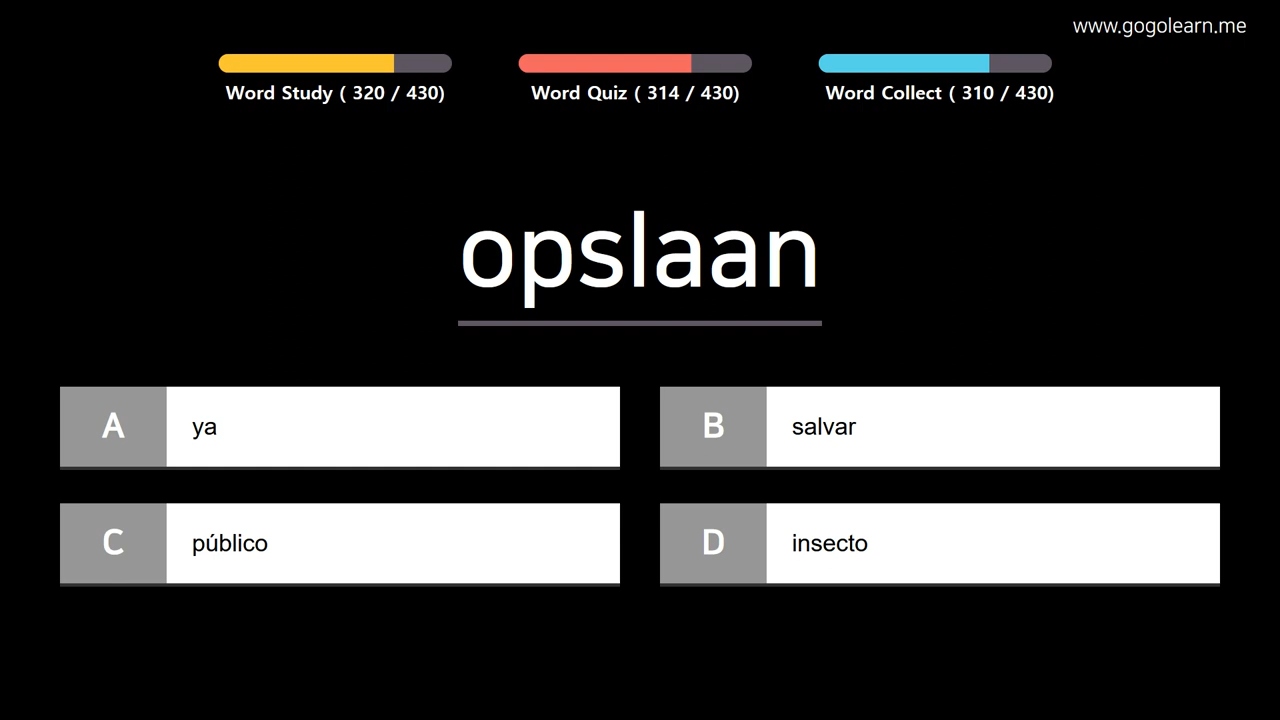 www.gogolearn.me
Word Study ( 320 / 430)
Word Quiz ( 314 / 430)
Word Collect ( 310 / 430)
opslaan
A ya
B salvar
C público
D insecto